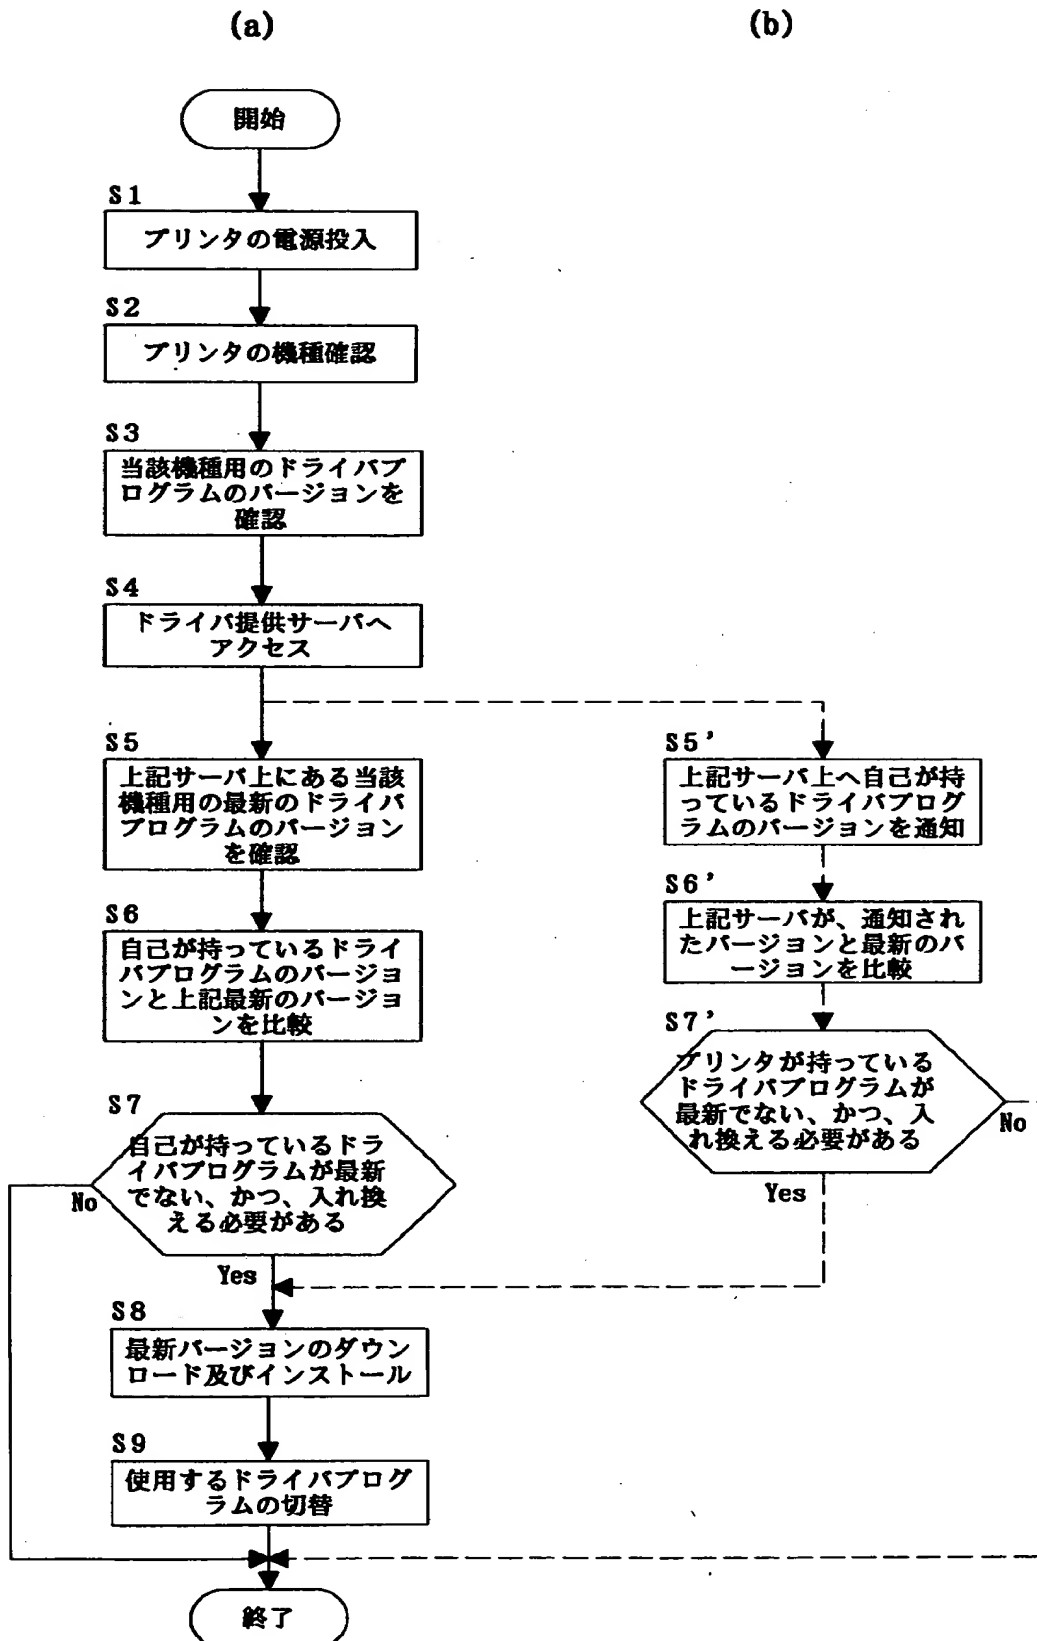 (a)
(b)
開始
S1
プリンタの電源投入
S2
プリンタの機種確認
S3
当該機種用のドライバプ
ログラムのバージョンを
確認
S4
ドライバ提供サーバへ
アクセス
S5
上記サーバ上にある当該
機種用の最新のドライバ
プログラムのバージョン
を確認
S6
自己が持っているドライ
バプログラムのバージョ
ンと上記最新のバージョ
ンを比較
S7
自己が持っているドラ
イバプログラムが最新
でない、かつ、入れ換
える必要がある
No
Yes
S5'
上記サーバ上へ自己が持
っているドライバプログ
ラムのバージョンを通知
S6'
上記サーバが、通知され
たバージョンと最新のバ
ージョンを比較
S7'
プリンタが持っている
ドライバプログラムが
最新でない、かつ、入
れ換える必要がある
No
Yes
S8
最新バージョンのダウン
ロード及びインストール
S9
使用するドライバプログ
ラムの切替
終了